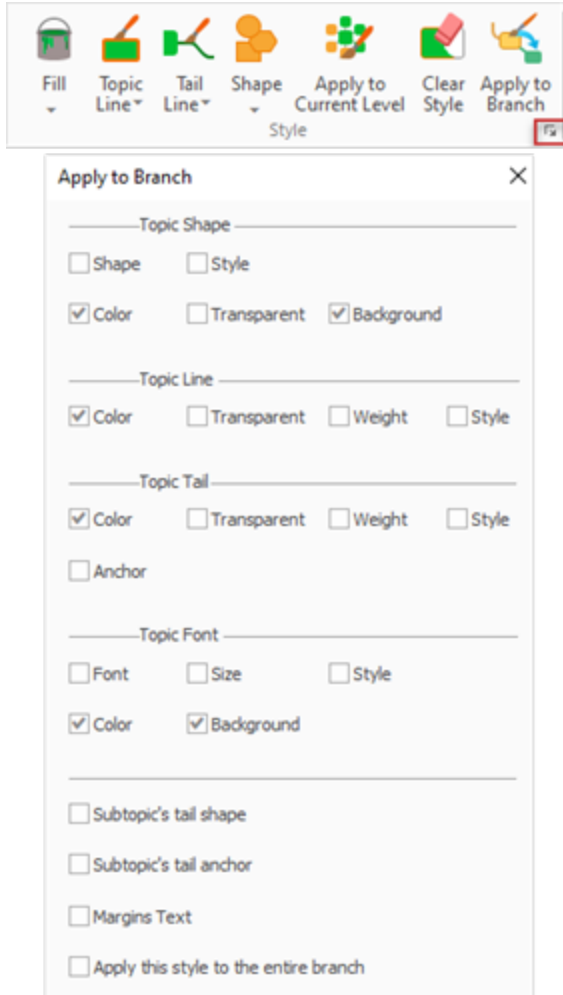 Fill Topic Line Tail Line Shape Apply to Current Level Clear Style Apply to Branch
Style
Apply to Branch
Topic Shape
Shape Style
Color Transparent Background
Topic Line
Color Transparent Weight Style
Topic Tail
Color Transparent Weight Style
Anchor
Topic Font
Font Size Style
Color Background
Subtopic's tail shape
Subtopic's tail anchor
Margins Text
Apply this style to the entire branch